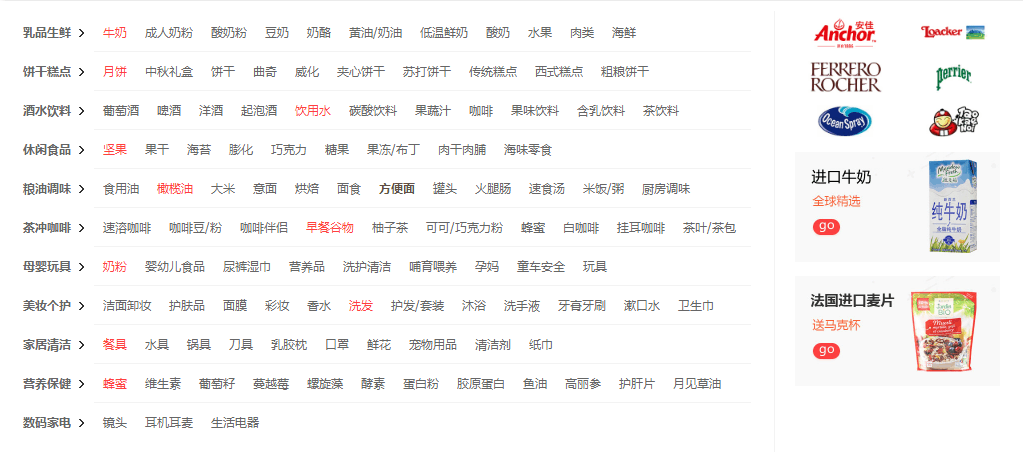 乳品生鲜 牛奶 成人奶粉 酸奶粉 豆奶 奶酪 黄油/奶油 低温鲜奶 酸奶 水果 肉类 海鲜
饼干糕点 月饼 中秋礼盒 饼干 曲奇 威化 夹心饼干 苏打饼干 传统糕点 西式糕点 粗粮饼干
酒水饮料 葡萄酒 啤酒 洋酒 起泡酒 饮用水 碳酸饮料 果蔬汁 咖啡 果味饮料 含乳饮料 茶饮料
休闲食品 坚果 果干 海苔 膨化 巧克力 糖果 果冻/布丁 肉干肉脯 海味零食
粮油调味 食用油 橄榄油 大米 意面 烘焙 面食 方便面 罐头 火腿肠 速食汤 米饭/粥 厨房调味
茶冲咖啡 速溶咖啡 咖啡豆/粉 咖啡伴侣 早餐谷物 柚子茶 可可/巧克力粉 蜂蜜 白咖啡 挂耳咖啡 茶叶/茶包
母婴玩具 奶粉 婴幼儿食品 尿裤湿巾 营养品 洗护清洁 哺育喂养 孕妈 童车安全 玩具
美妆个护 洁面卸妆 护肤品 面膜 彩妆 香水 洗发 护发/套装 沐浴 洗手液 牙膏牙刷 漱口水 卫生巾
家居清洁 餐具 水具 锅具 刀具 乳胶枕 口罩 鲜花 宠物用品 清洁剂 纸巾
营养保健 蜂蜜 维生素 葡萄籽 蔓越莓 螺旋藻 酵素 蛋白粉 胶原蛋白 鱼油 高丽参 护肝片 月见草油
数码家电 镜头 耳机耳麦 生活电器
安佳
Anchor
Loacker
FERRERO
ROCHER
perrier
Ocean Spray
Tao
Kae
Noi
进口牛奶
全球精选
go
纯牛奶
法国进口麦片
送马克杯
go
Jardin
BiO